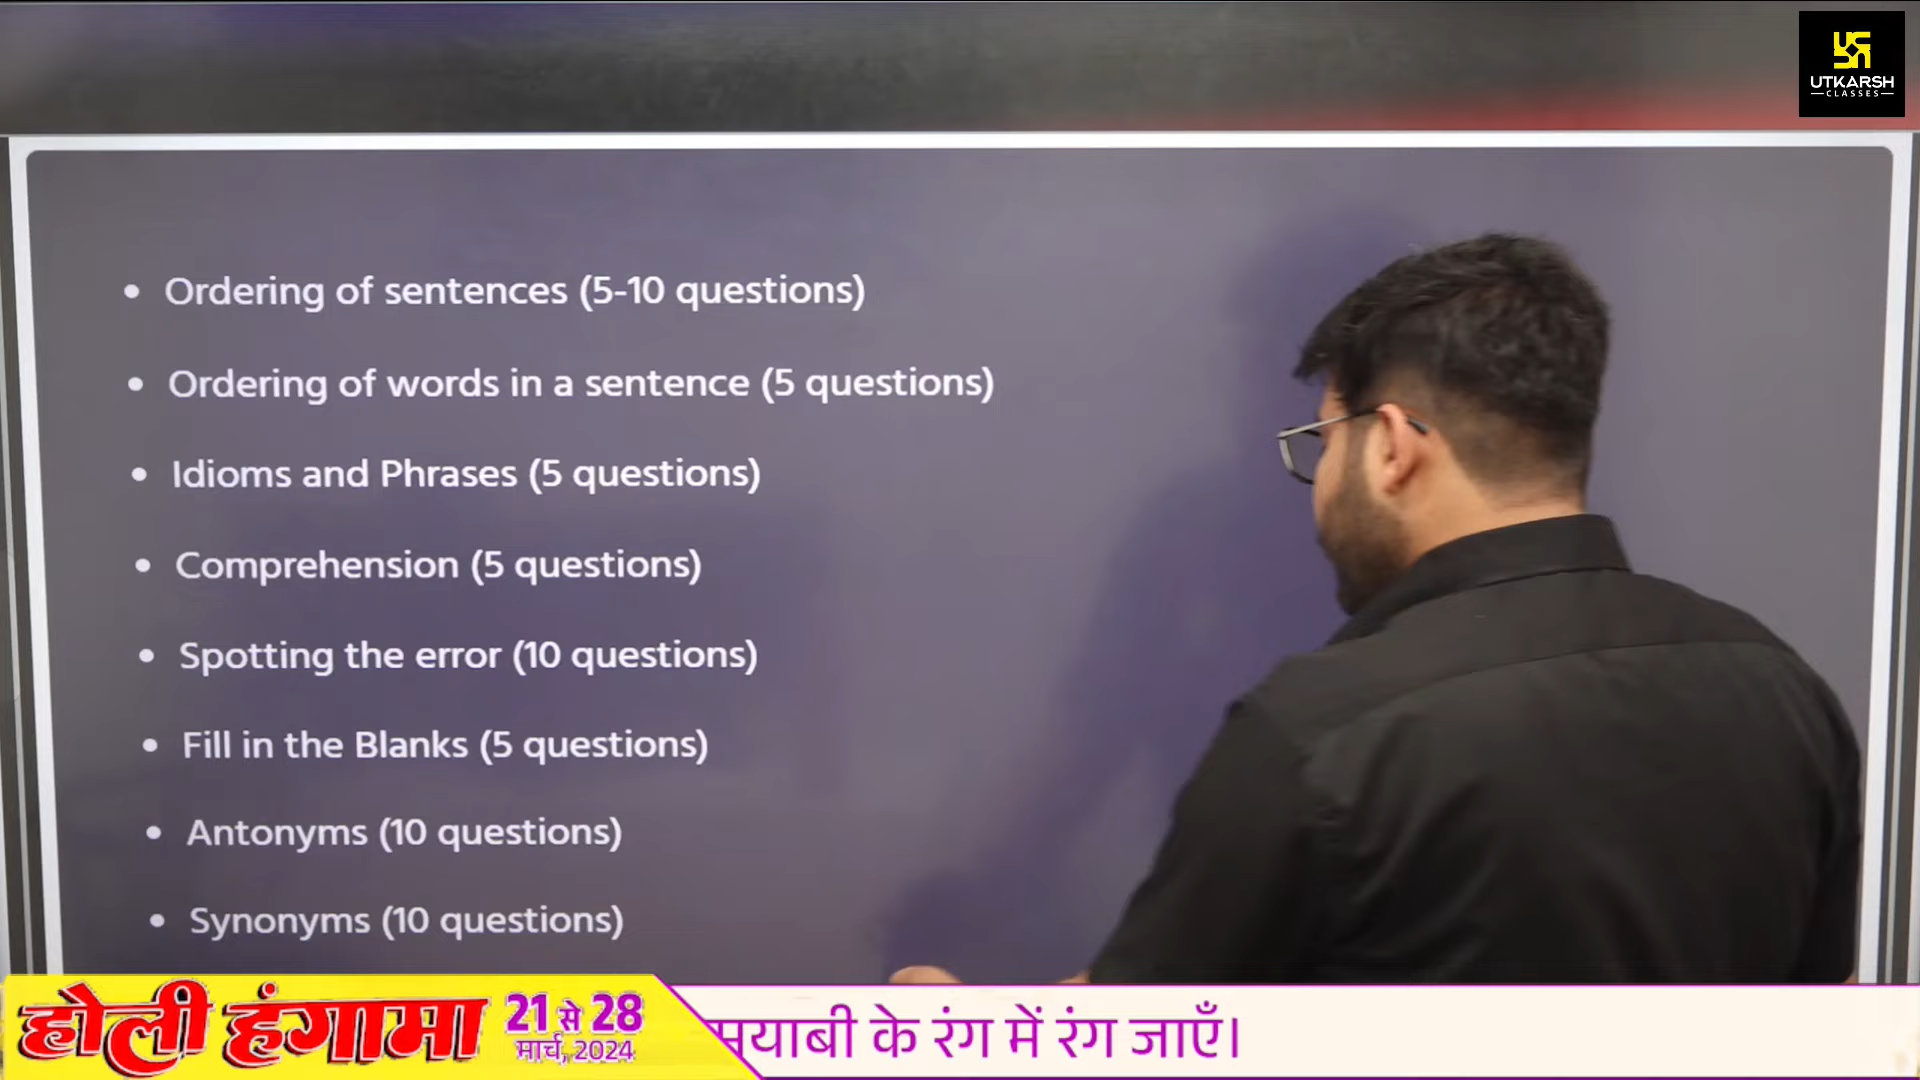 UTKARSH
CLASSES
• Ordering of sentences (5-10 questions)
• Ordering of words in a sentence (5 questions)
• Idioms and Phrases (5 questions)
• Comprehension (5 questions)
• Spotting the error (10 questions)
• Fill in the Blanks (5 questions)
• Antonyms (10 questions)
• Synonyms (10 questions)
होली हंगामा 21 से 28
मार्च, 2024
के रंग में रंग जाएँ।